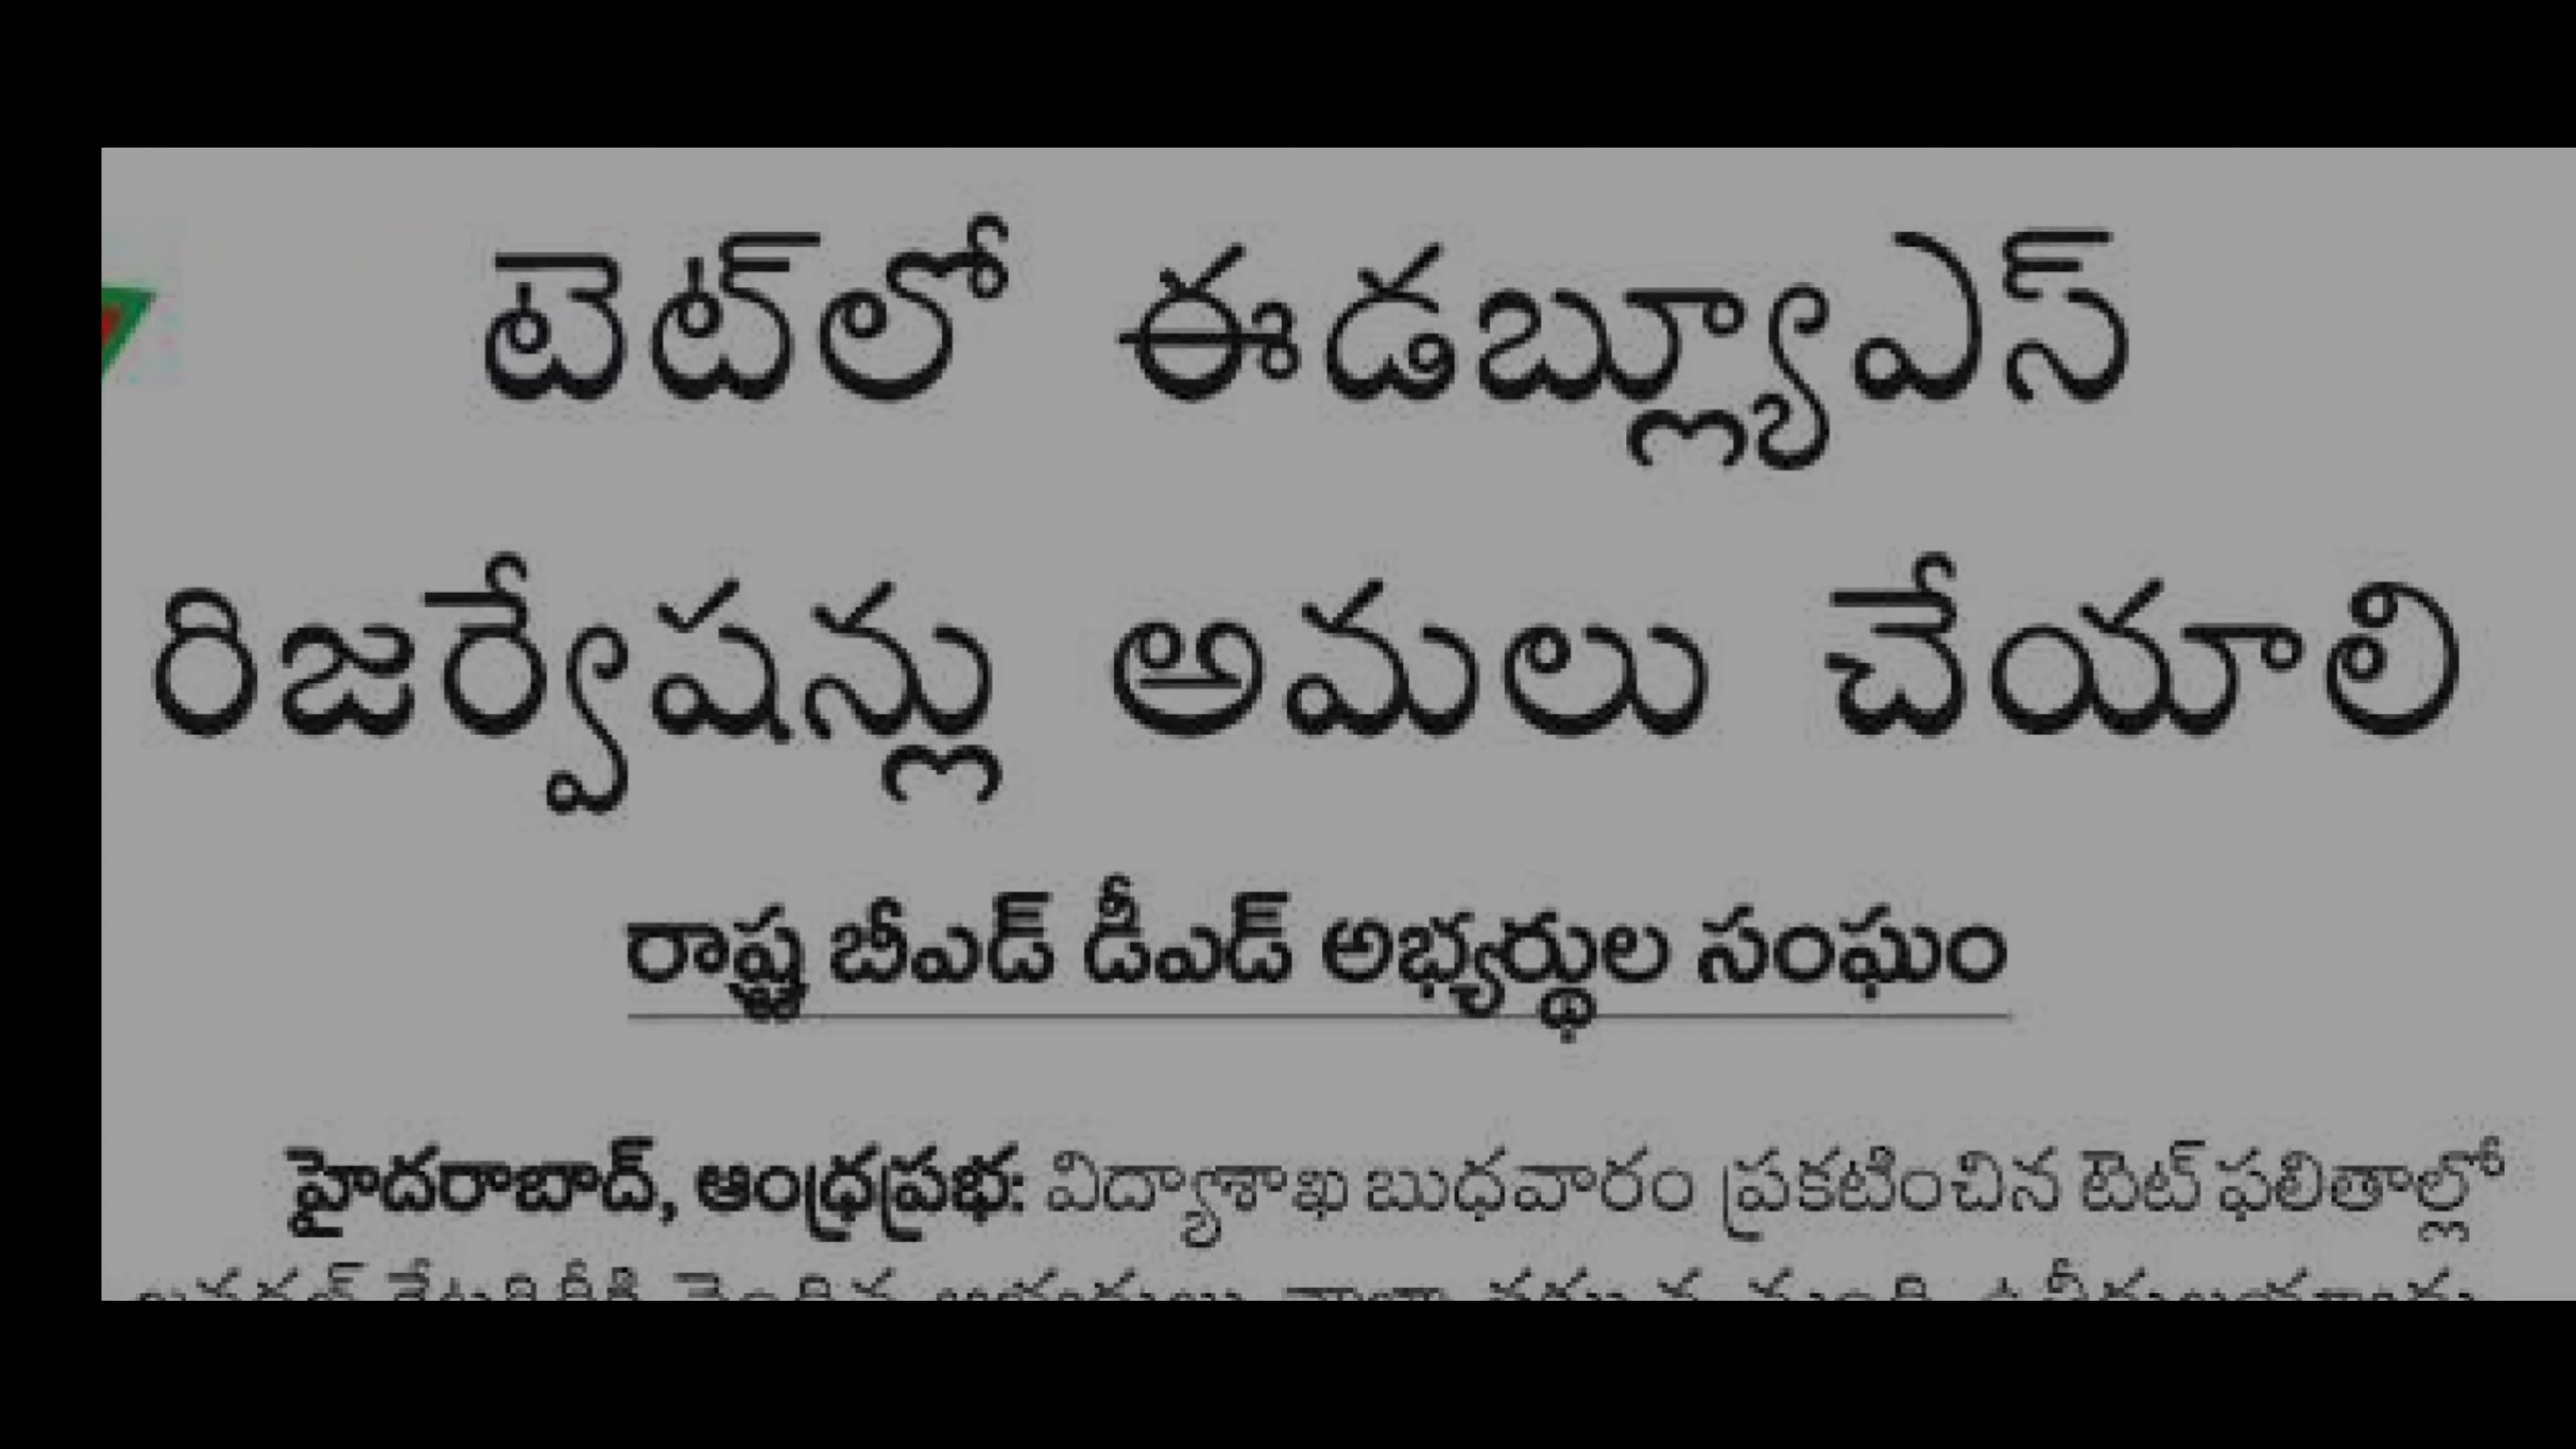 టెట్‌లో ఈడబ్ల్యూఎస్
రిజర్వేషన్లు అమలు చేయాలి
రాష్ట్ర బీఎడ్ డీఎడ్ అభ్యర్థుల సంఘం
హైదరాబాద్, ఆంధ్రప్రభ: విద్యాశాఖ బుధవారం ప్రకటించిన టెట్ ఫలితాల్లో